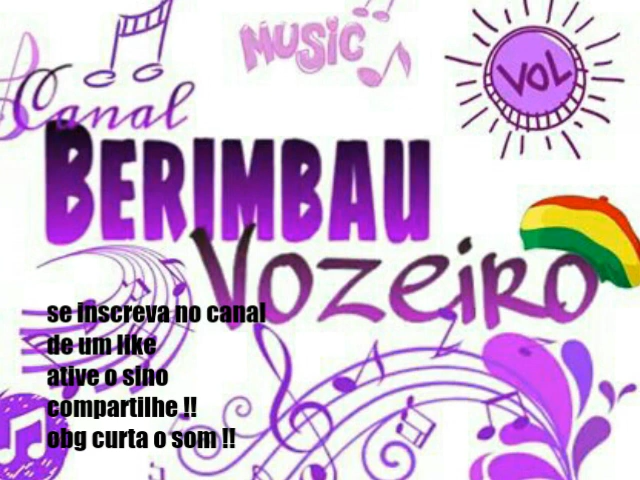 MUSIC
VOL
Canal
BERIMBAU
VOZEIRO
se inscreva no canal
de um like
ative o sino
compartilhe !!
obg curta o som !!